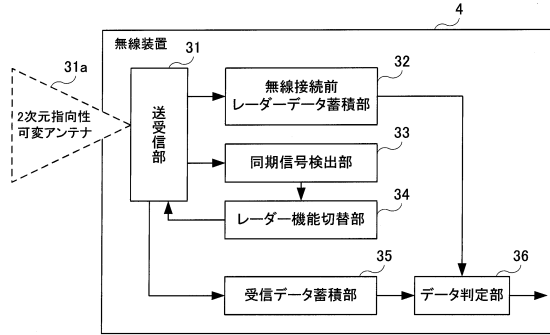 4
無線装置
31
31a
2次元指向性
可変アンテナ
送受信部
32
無線接続前
レーダーデータ蓄積部
33
同期信号検出部
34
レーダー機能切替部
35
受信データ蓄積部
36
データ判定部